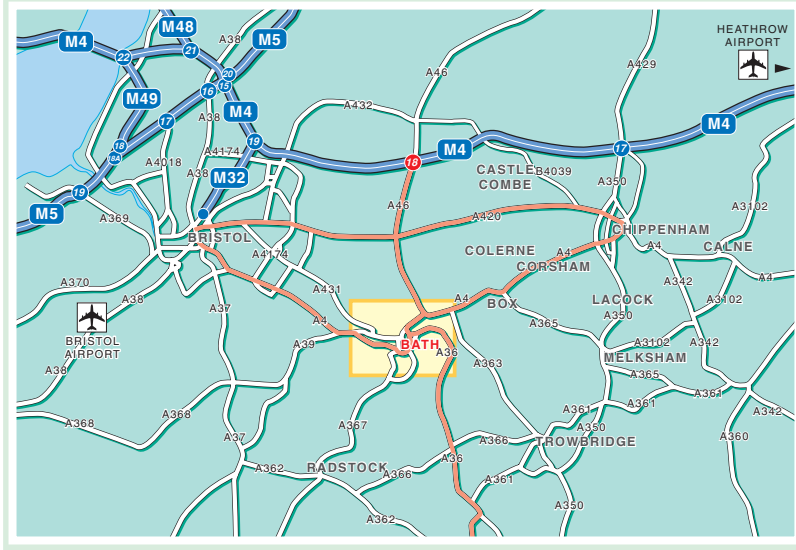 M48
A38
M5
HEATHROW
AIRPORT
M4
22
21
A46
A429
20
15
16
M49
A432
M4
M4
17
A38
19
A4174
18
18A
A4018
A38
M32
18
M4
17
CASTLE
COMBE
B4039
A350
19
M5
A369
A46
A420
A3102
BRISTOL
CHIPPENHAM
A4174
COLERNE
CORSHAM
A4
A4
CALNE
A370
A431
A342
A4
A38
A37
A4
A4
BOX
LACOCK
A3102
A350
BRISTOL
AIRPORT
A4
A365
A39
BATH
A36
A3102
A342
MELKSHAM
A38
A363
A365
A361
A368
A368
A367
A361
A361
A342
A350
A37
A366
TROWBRIDGE
A360
A362
RADSTOCK
A366
A36
A361
A362
A350